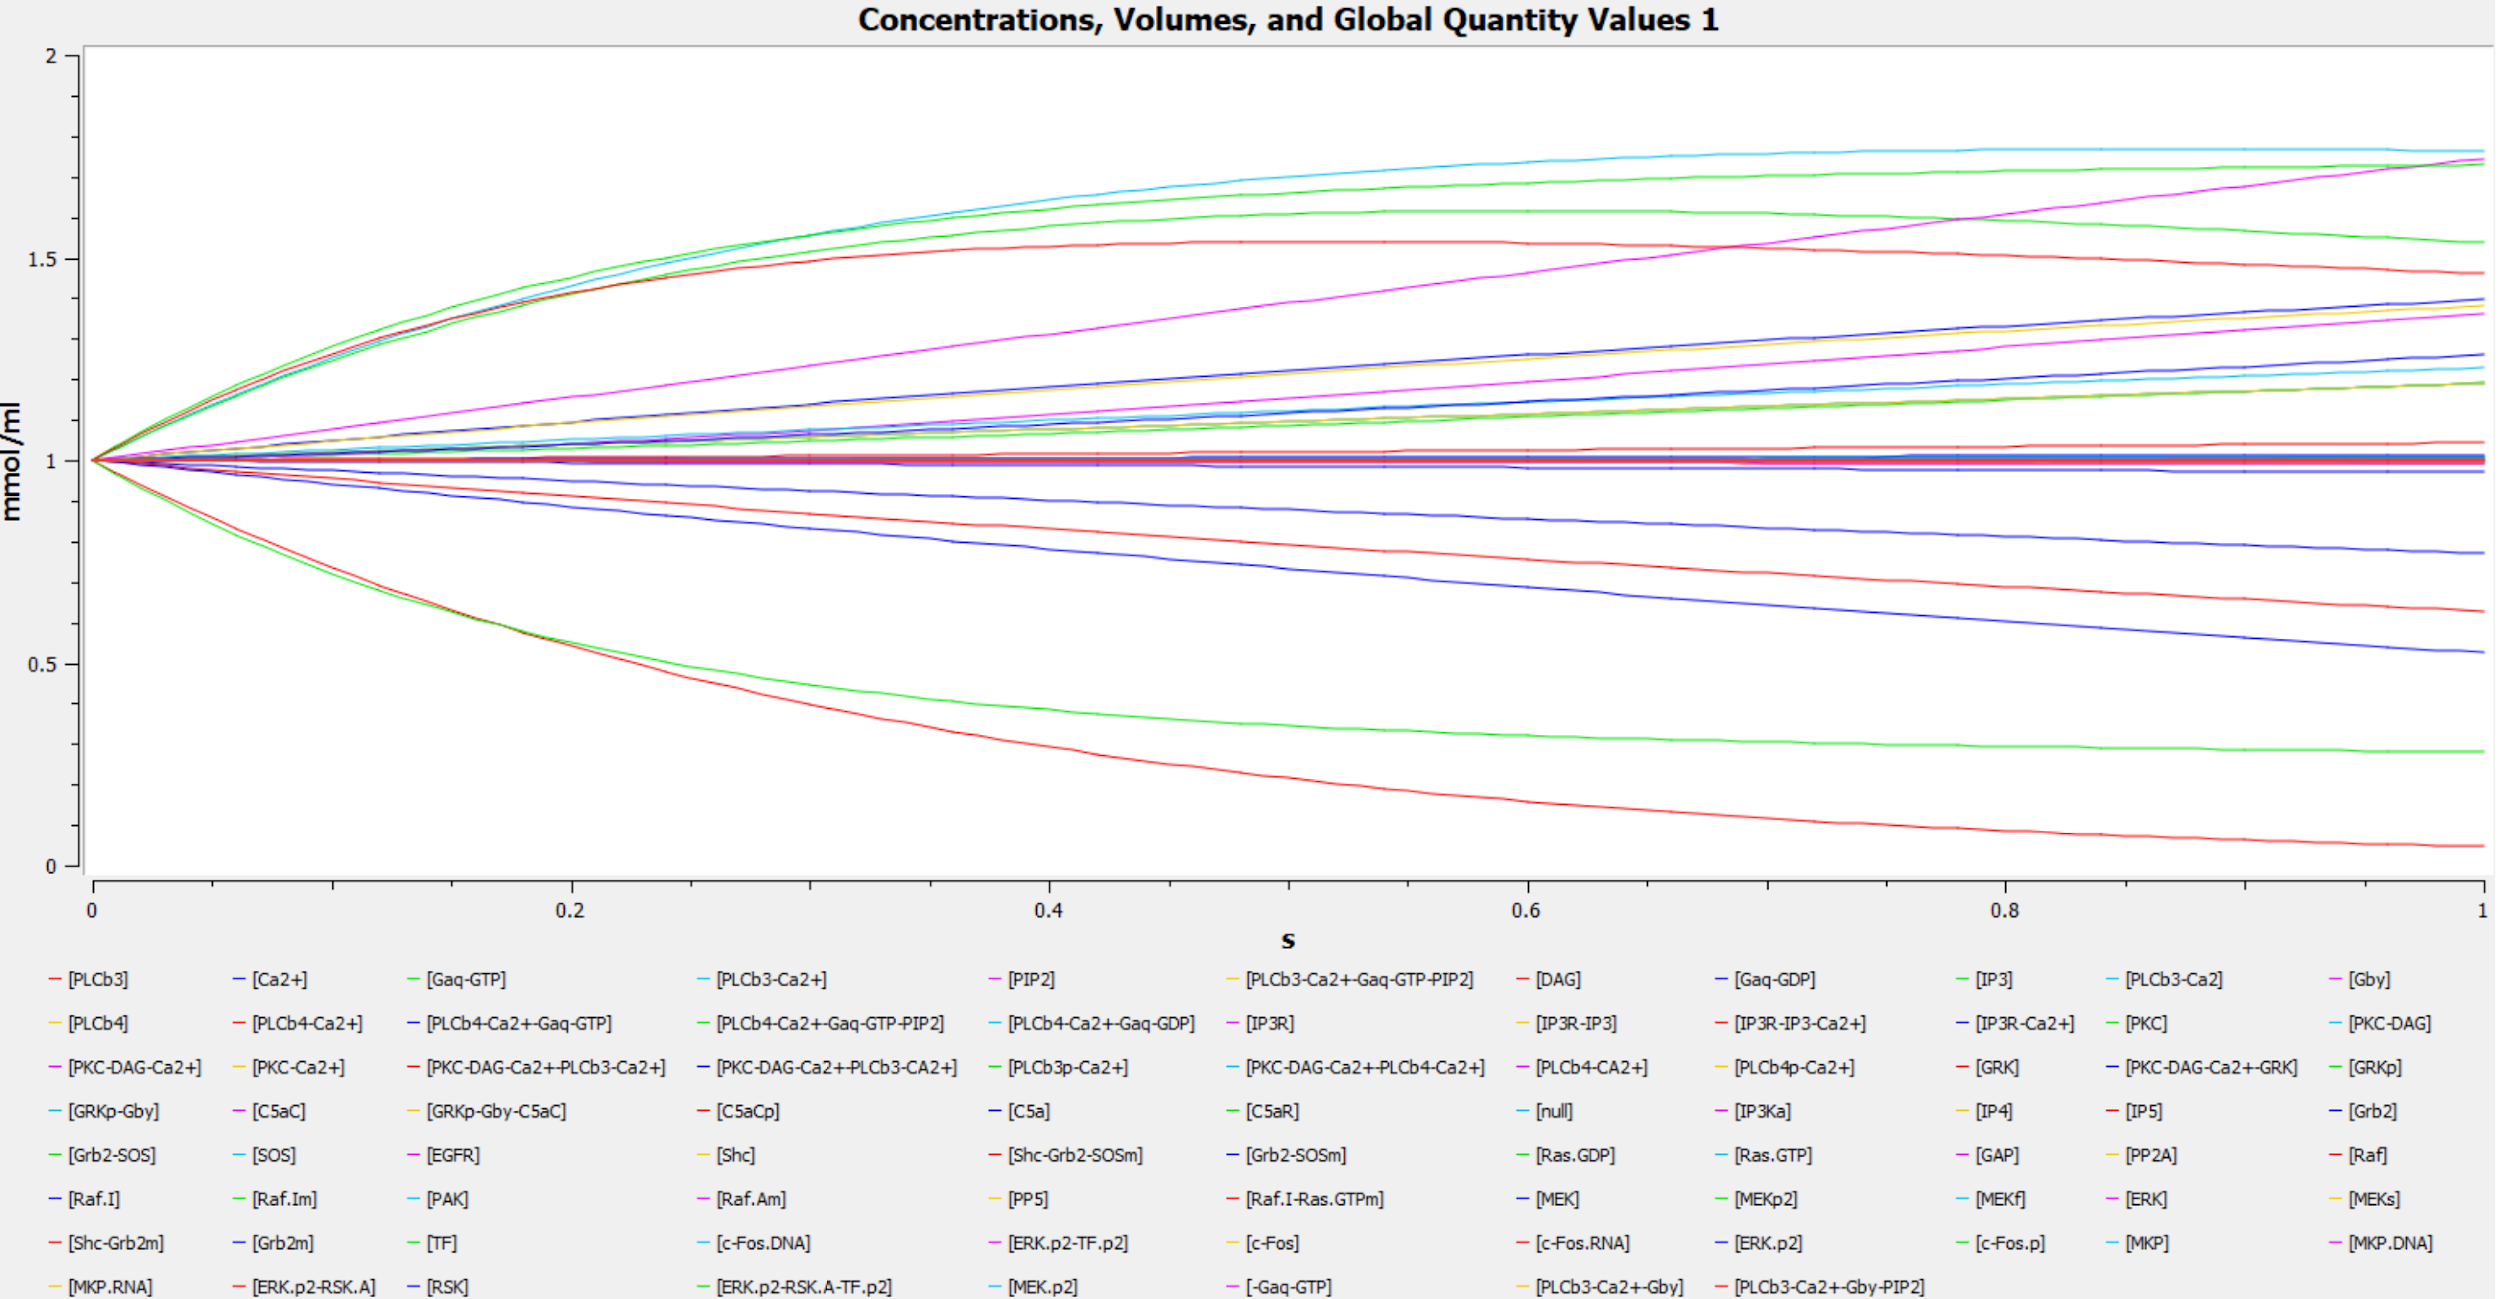 Concentrations, Volumes, and Global Quantity Values 1
2
1.5
1
0.5
0
mmol/ml
0 0.2 0.4 0.6 0.8 1
s
[PLCb3] [Ca2+] [Gaq-GTP] [PLCb3-Ca2+] [PIP2] [PLCb3-Ca2+-Gaq-GTP-PIP2] [DAG] [Gaq-GDP] [IP3] [PLCb3-Ca2] [Gby]
[PLCb4] [PLCb4-Ca2+] [PLCb4-Ca2+-Gaq-GTP] [PLCb4-Ca2+-Gaq-GTP-PIP2] [PLCb4-Ca2+-Gaq-GDP] [IP3R] [IP3R-IP3] [IP3R-IP3-Ca2+] [IP3R-Ca2+] [PKC] [PKC-DAG]
[PKC-DAG-Ca2+] [PKC-Ca2+] [PKC-DAG-Ca2+-PLCb3-Ca2+] [PKC-DAG-Ca2+-PLCb3-CA2+] [PLCb3p-Ca2+] [PKC-DAG-Ca2+-PLCb4-Ca2+] [PLCb4-CA2+] [PLCb4p-Ca2+] [GRK] [PKC-DAG-Ca2+-GRK] [GRKp]
[GRKp-Gby] [C5aC] [GRKp-Gby-C5aC] [C5aCp] [C5a] [C5aR] [null] [IP3Ka] [IP4] [IP5] [Grb2]
[Grb2-SOS] [SOS] [EGFR] [Shc] [Shc-Grb2-SOSm] [Grb2-SOSm] [Ras.GDP] [Ras.GTP] [GAP] [PP2A] [Raf]
[Raf.I] [Raf.Im] [PAK] [Raf.Am] [PP5] [Raf.I-Ras.GTPm] [MEK] [MEKp2] [MEKf] [ERK] [MEKs]
[Shc-Grb2m] [Grb2m] [TF] [c-Fos.DNA] [ERK.p2-TF.p2] [c-Fos] [c-Fos.RNA] [ERK.p2] [c-Fos.p] [MKP] [MKP.DNA]
[MKP.RNA] [ERK.p2-RSK.A] [RSK] [ERK.p2-RSK.A-TF.p2] [MEK.p2] [-Gaq-GTP] [PLCb3-Ca2+-Gby] [PLCb3-Ca2+-Gby-PIP2]